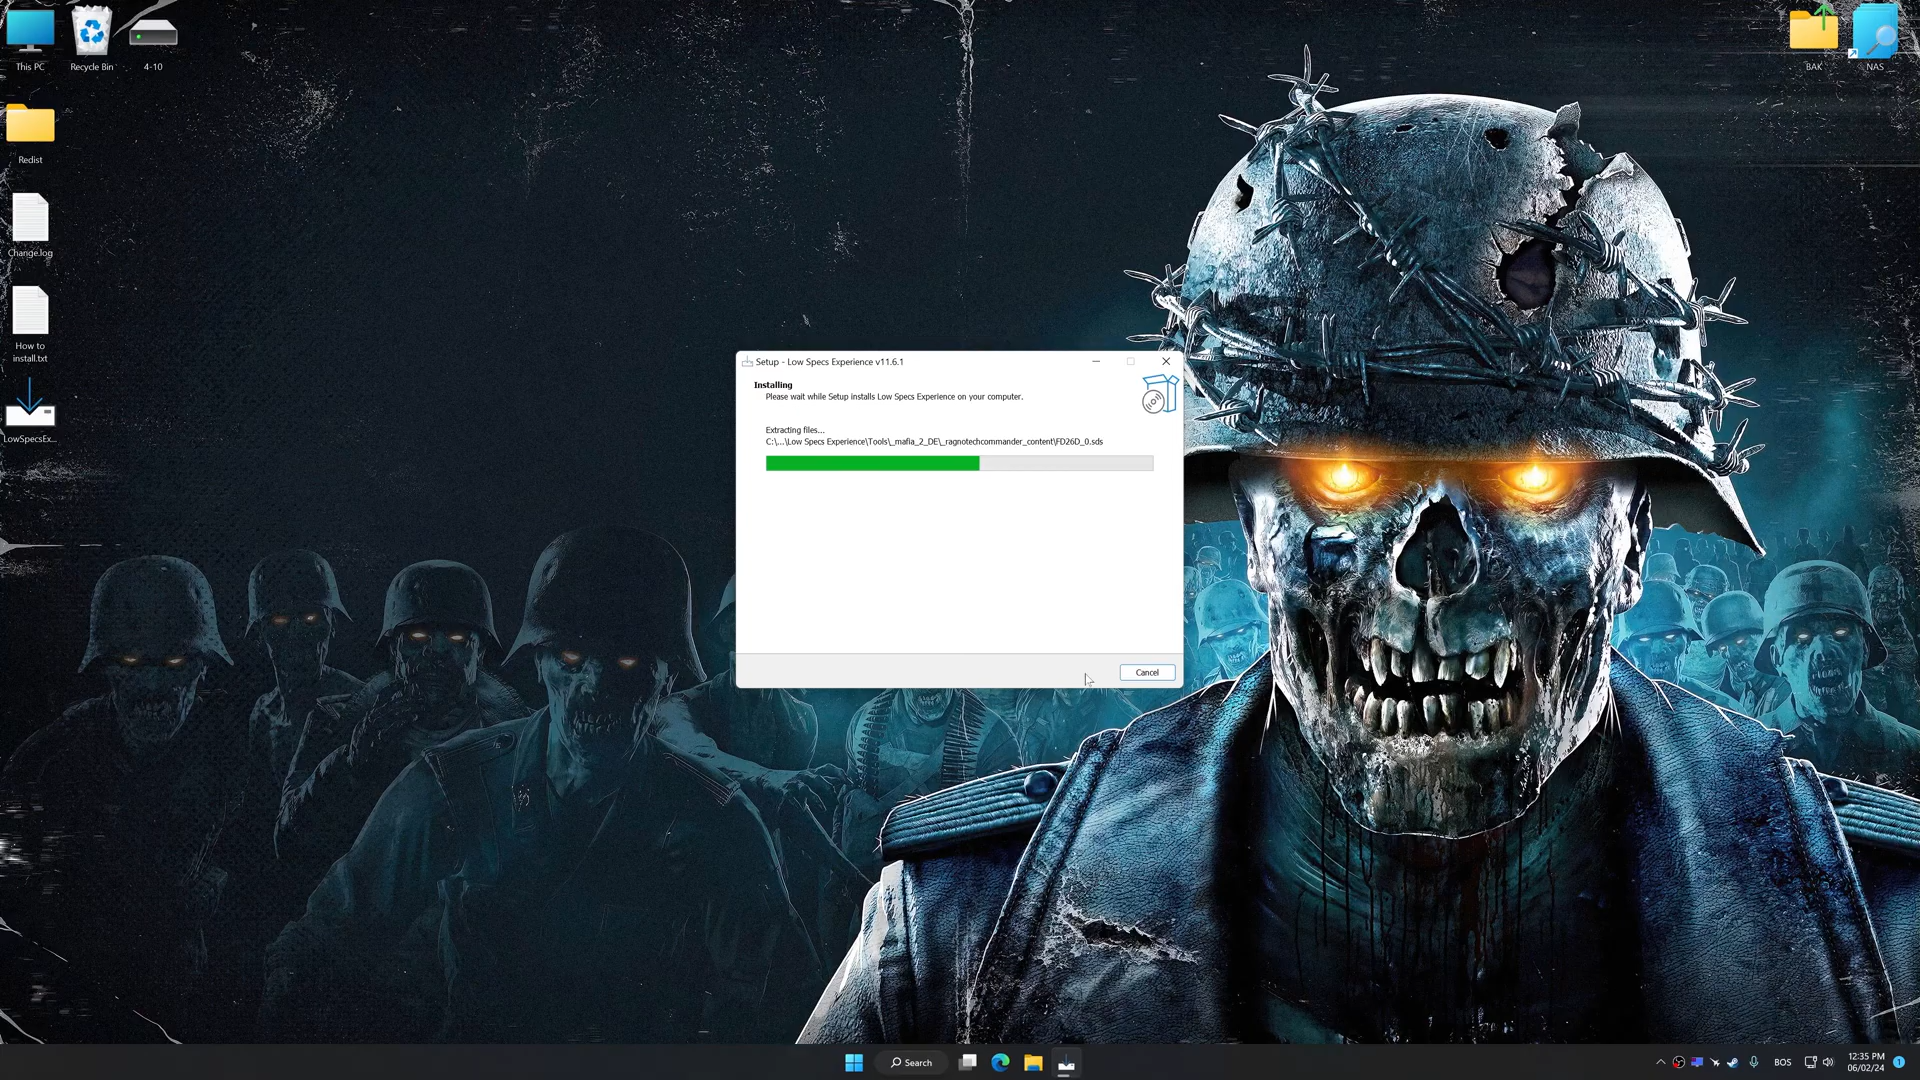 This PC
Recycle Bin
4-10
BAK
NAS
Redist
Change.log
How to
install.txt
LowSpecsEx...
Setup - Low Specs Experience v11.6.1
Installing
Please wait while Setup installs Low Specs Experience on your computer.
Extracting files...
C:\...\Low Specs Experience\Tools\_mafia_2_DE\_ragnotechcommander_content\FD26D_0.sds
Cancel
Search
BOS
12:35 PM
06/02/24
1